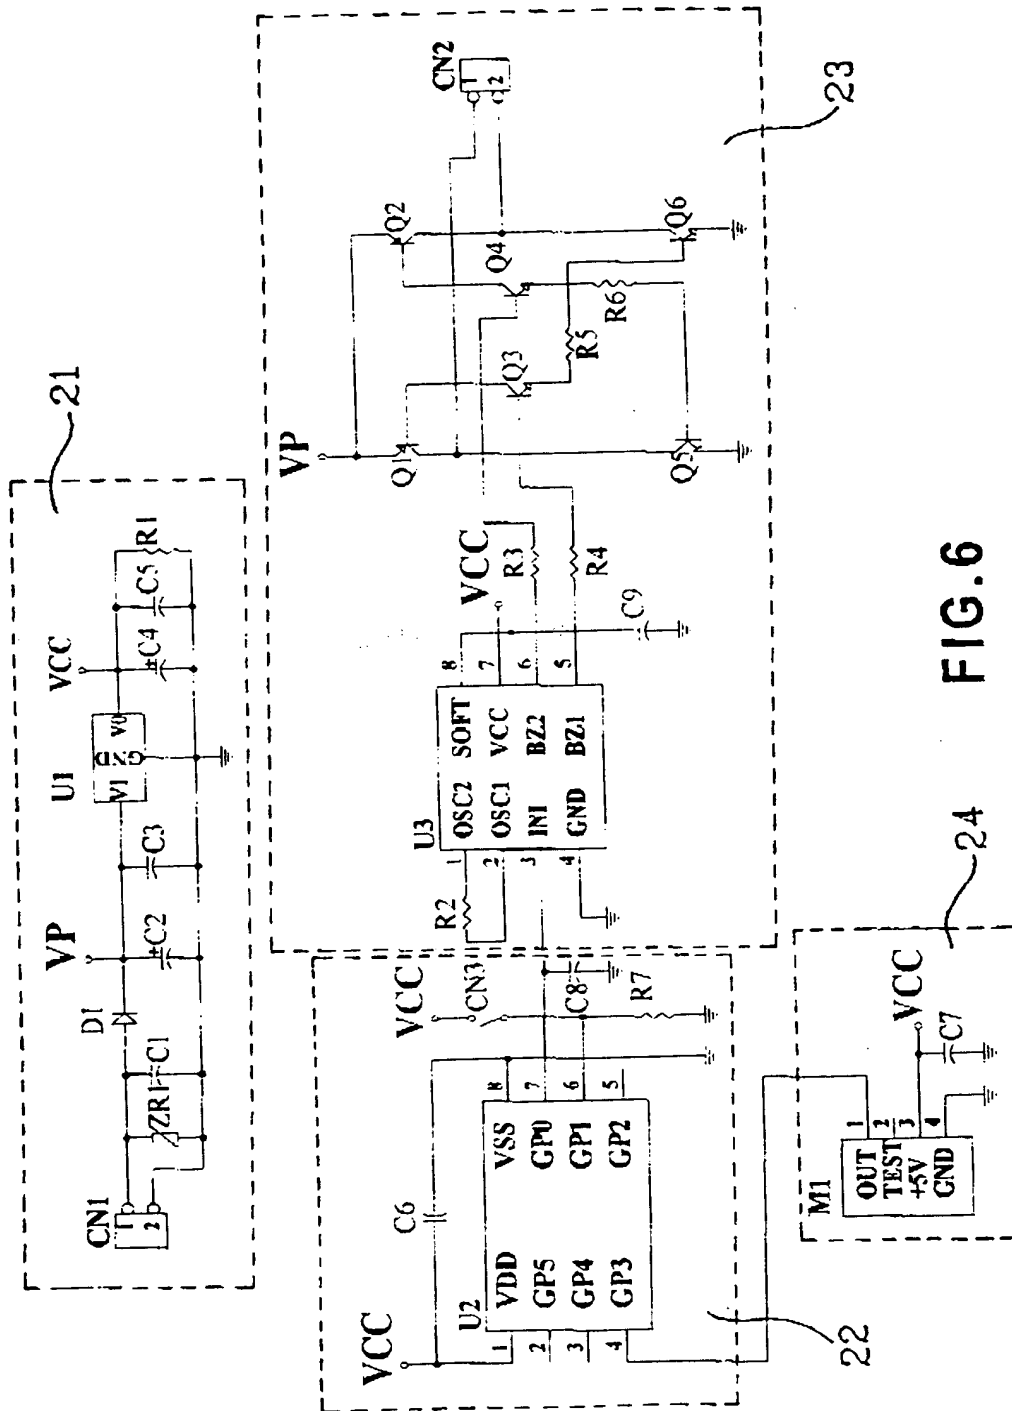 21
VP
VCC
CN1
1
2
ZR1
C1
D1
+C2
C3
U1
V1
GND
V0
±C4
C5
R1
22
VCC
C6
U2
VDD
GP5
GP4
GP3
VSS
GP0
GP1
GP2
1
2
3
4
8
7
6
5
VCC
CN3
C8
R7
23
U3
R2
OSC2
OSC1
IN1
GND
SOFT
VCC
BZ2
BZ1
1
2
3
4
8
7
6
5
VCC
R3
R4
C9
VP
Q1
Q2
Q3
Q4
Q5
Q6
R5
R6
CN2
1
2
24
M1
OUT
TEST
+5V
GND
1
2
3
4
VCC
C7
FIG.6